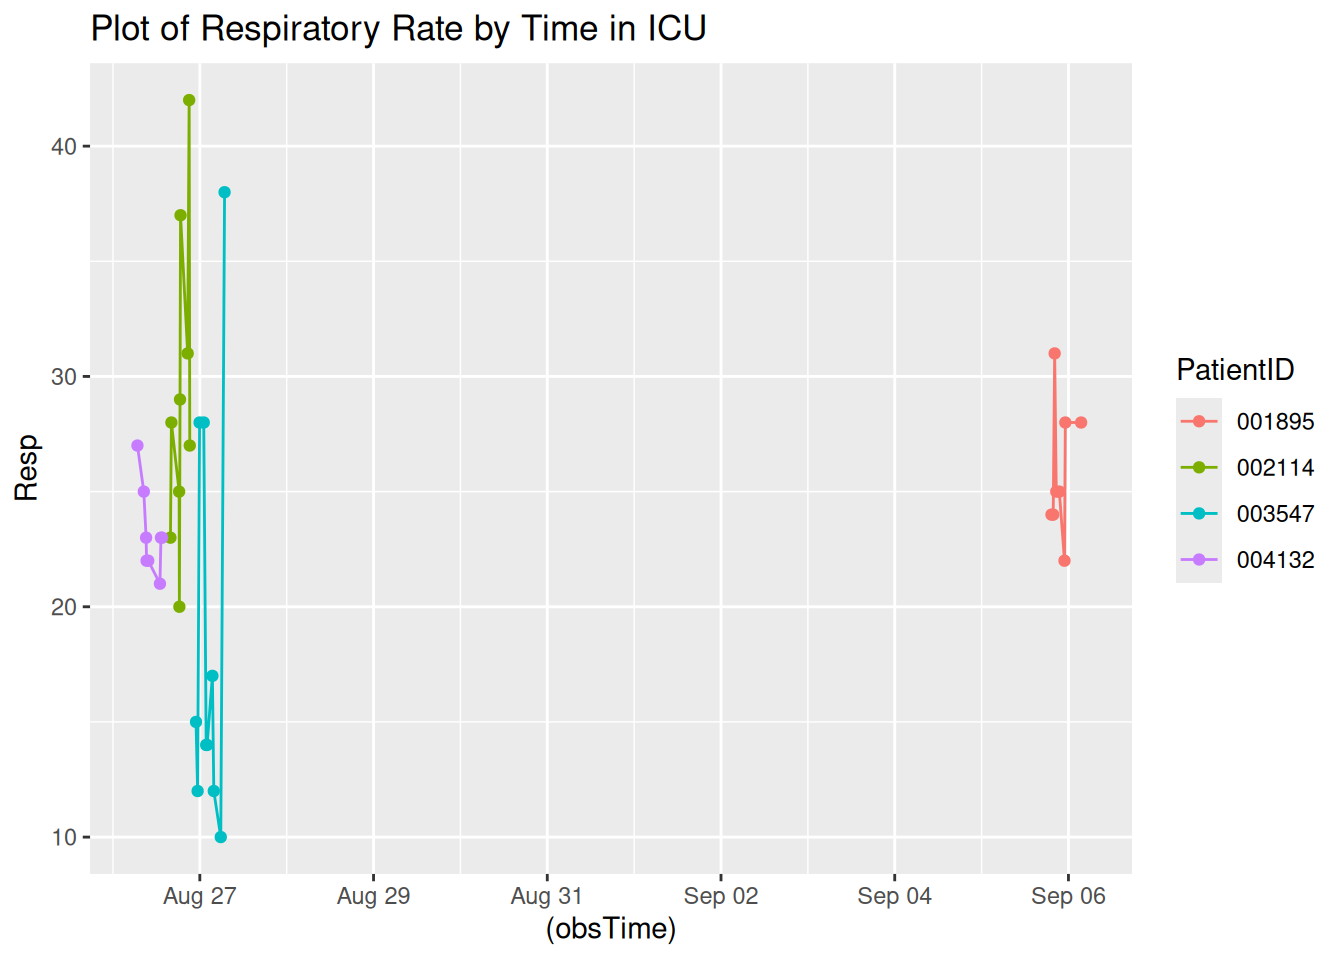 Plot of Respiratory Rate by Time in ICU
40
30
20
10
Resp
Aug 27 Aug 29 Aug 31 Sep 02 Sep 04 Sep 06
(obsTime)
PatientID
001895
002114
003547
004132